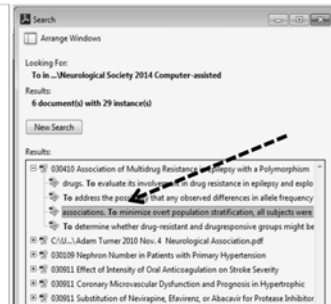 Search
Arrange Windows
Looking For:
To in ...\Neurological Society 2014 Computer-assisted
Results:
6 document(s) with 29 instance(s)
New Search
Results:
030410 Association of Multidrug Resistance in Epilepsy with a Polymorphism
drugs. To evaluate its involvement in drug resistance in epilepsy and explo
To address the possibility that any observed differences in allele frequency
associations. To minimize overt population stratification, all subjects were
To determine whether drug-resistant and drugresponsive groups might be
C:\U...\Adam Turner 2010 Nov. 4 Neurological Association.pdf
030109 Nephron Number in Patients with Primary Hypertension
030911 Effect of Intensity of Oral Anticoagulation on Stroke Severity
030911 Coronary Microvascular Dysfunction and Prognosis in Hypertrophic
030911 Substitution of Nevirapine, Efavirenz, or Abacavir for Protease Inhibitor